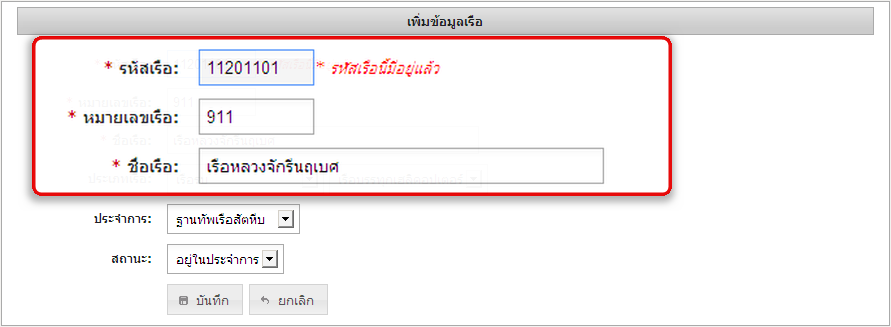 เพิ่มข้อมูลเรือ
* รหัสเรือ: 11201101 * รหัสเรือนี้มีอยู่แล้ว
* หมายเลขเรือ: 911
* ชื่อเรือ: เรือหลวงจักรีนฤเบศ
ประจำการ: ฐานทัพเรือสัตหีบ
สถานะ: อยู่ในประจำการ
บันทึก ยกเลิก